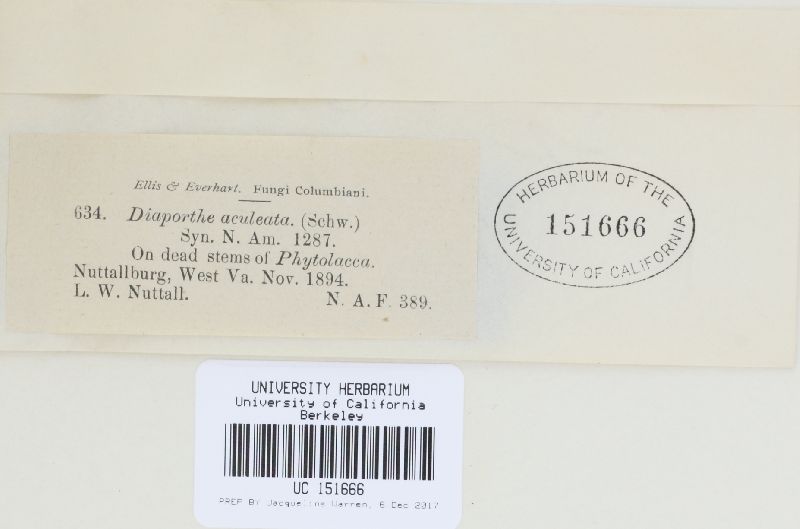 Ellis & Everhart. Fungi Columbiani.
634. Diaporthe aculeata. (Schw.)
Syn. N. Am. 1287.
On dead stems of Phytolacca.
Nuttallburg, West Va. Nov. 1894.
L. W. Nuttall. N. A. F. 389.
HERBARIUM OF THE
151666
UNIVERSITY OF CALIFORNIA
UNIVERSITY HERBARIUM
University of California
Berkeley
UC 151666
PREP BY Jacqueline Warren, 6 Dec 2017